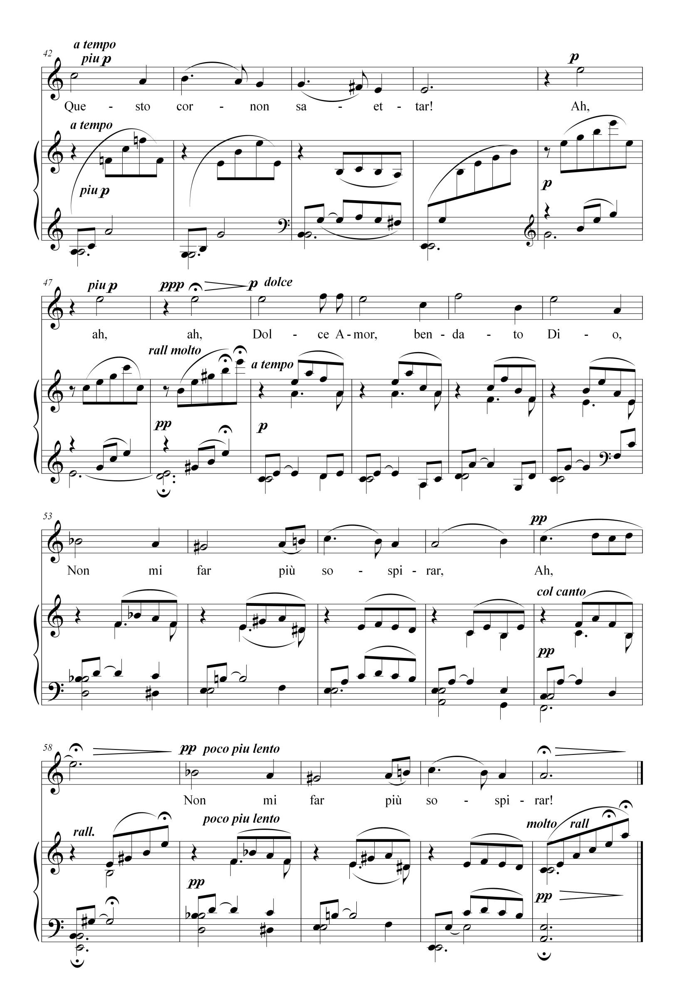 42
a tempo
piu p
Que - sto cor - non sa - et - tar! Ah,
p
a tempo
piu p
p
47
piu p ppp p dolce
ah, ah, Dol - ce A - mor, ben - da - to Di - o,
rall molto
a tempo
pp p
53
pp
Non mi far più so - spi - rar, Ah,
col canto
pp
58
pp poco piu lento
Non mi far più so - spi - rar!
rall. poco piu lento molto rall
pp pp